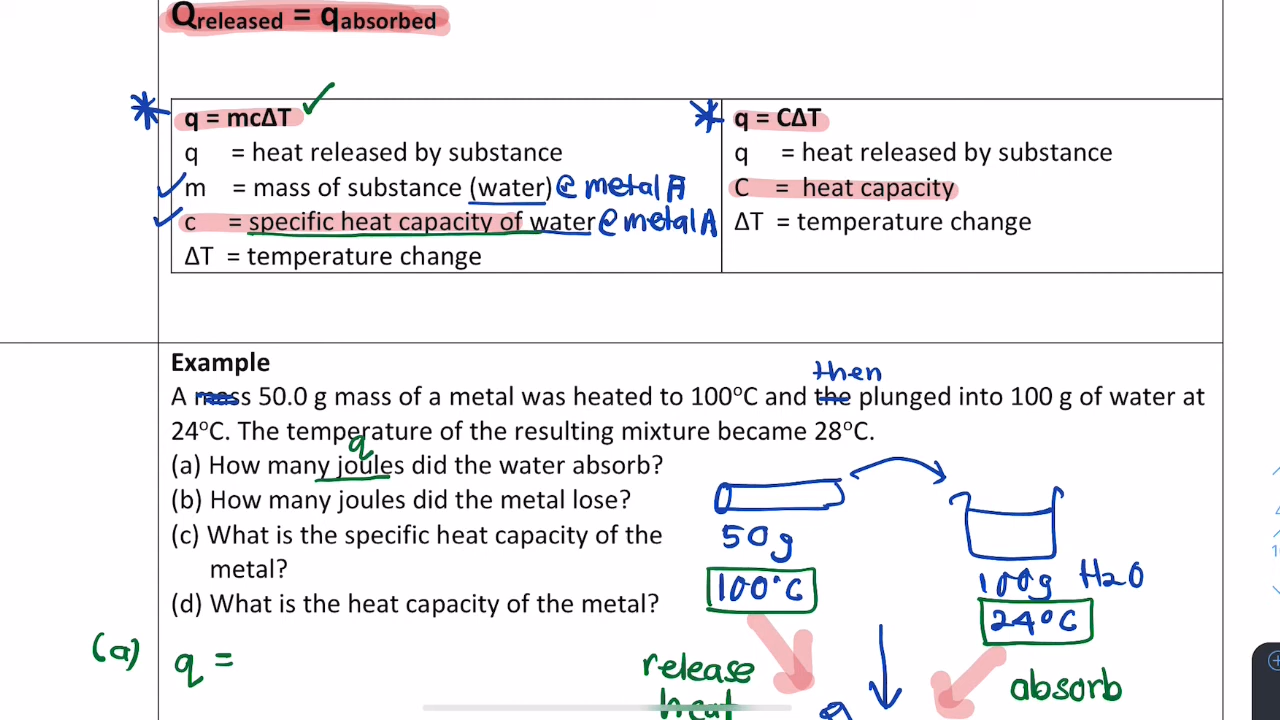 Qreleased = qabsorbed
q = mcΔT ✓
q = heat released by substance
m = mass of substance (water) @ metal A
c = specific heat capacity of water @ metal A
ΔT = temperature change
q = CΔT
q = heat released by substance
C = heat capacity
ΔT = temperature change
Example
then
A mass 50.0 g mass of a metal was heated to 100°C and the plunged into 100 g of water at
24°C. The temperature of the resulting mixture became 28°C.
q
(a) How many joules did the water absorb?
(b) How many joules did the metal lose?
(c) What is the specific heat capacity of the
metal?
(d) What is the heat capacity of the metal?
50g
100°C
100g H2O
24°C
(a) q =
release
heat
absorb